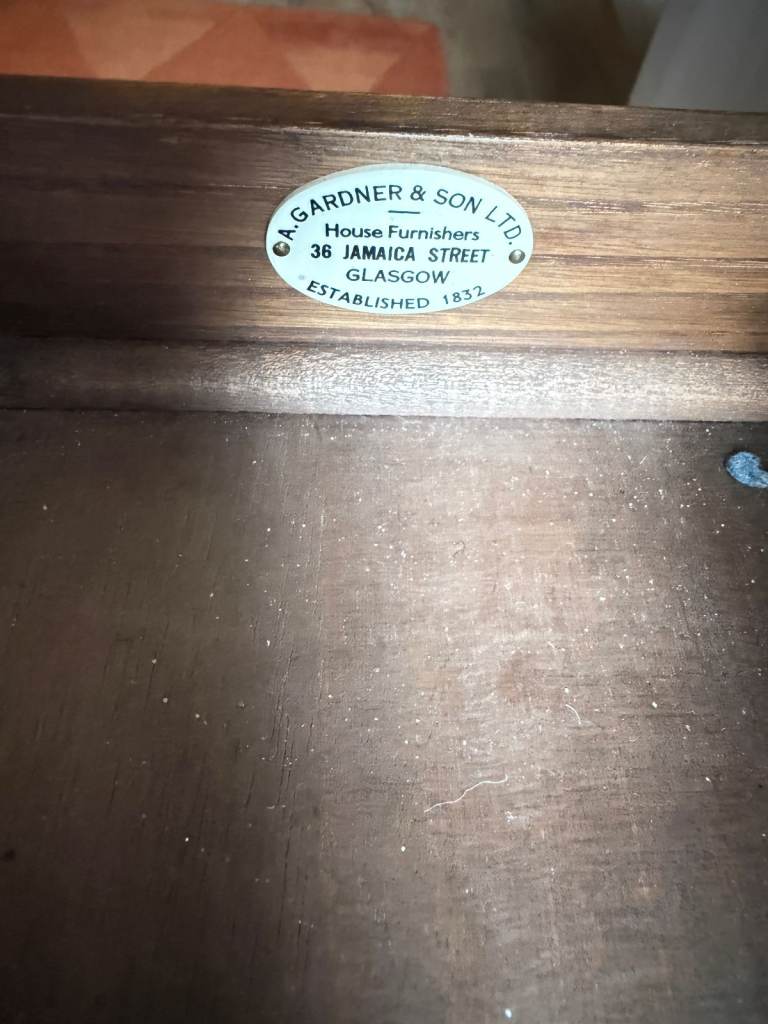 A. GARDNER & SON LTD.
House Furnishers
36 JAMAICA STREET
GLASGOW
ESTABLISHED 1832